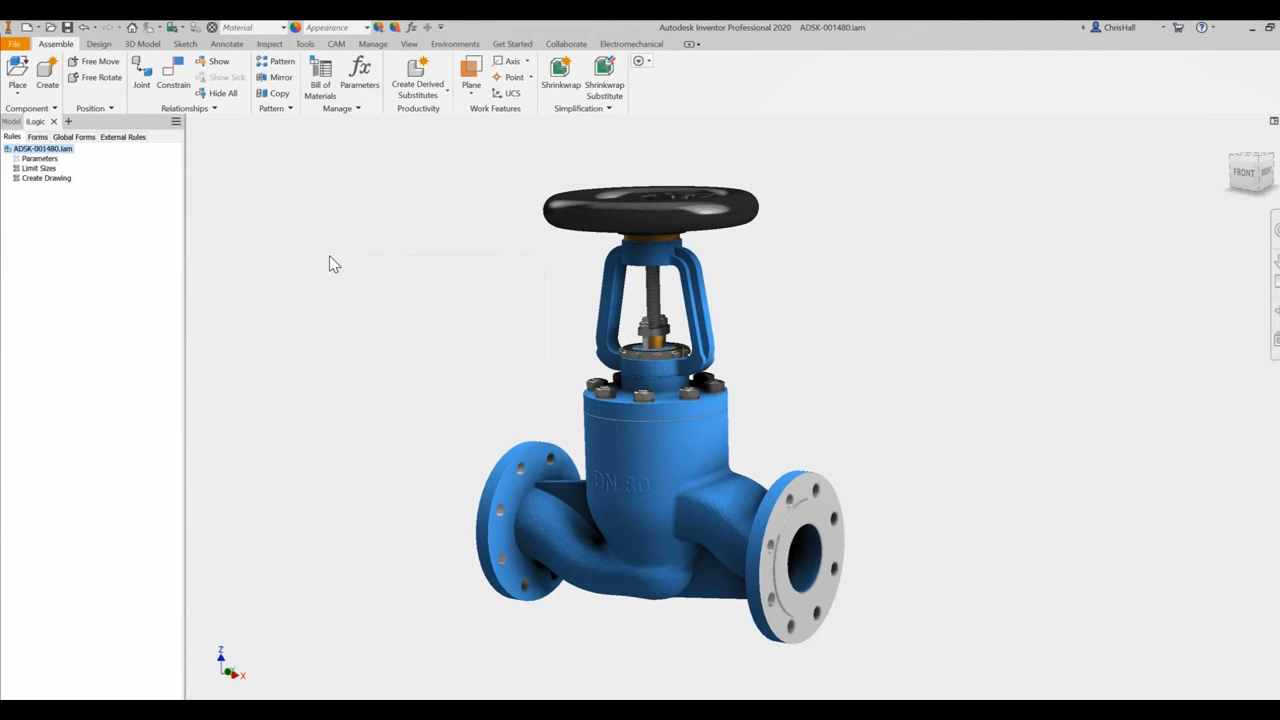 Material Appearance Autodesk Inventor Professional 2020 ADSK-001480.iam ChrisHall
File Assemble Design 3D Model Sketch Annotate Inspect Tools CAM Manage View Environments Get Started Collaborate Electromechanical
Place Create Free Move Free Rotate Joint Constrain Show Show Sick Hide All Pattern Mirror Copy Bill of Materials Parameters Create Derived Substitutes Plane Axis Point UCS Shrinkwrap Shrinkwrap Substitute
Component Position Relationships Pattern Manage Productivity Work Features Simplification
Model iLogic
Rules Forms Global Forms External Rules
ADSK-001480.iam
Parameters
Limit Sizes
Create Drawing
FRONT RIGHT
DN 80
Z
X